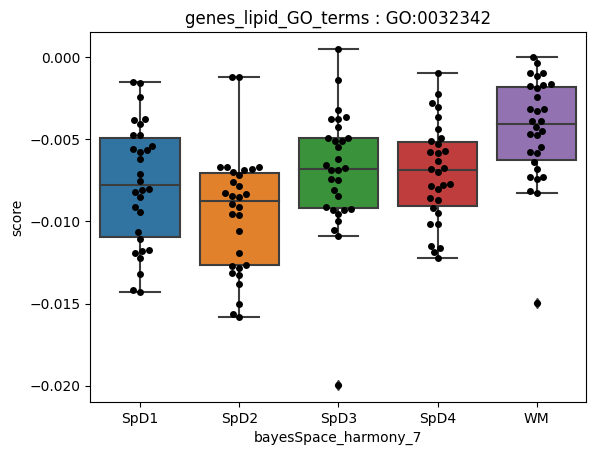 genes_lipid_GO_terms : GO:0032342
0.000
−0.005
−0.010
−0.015
−0.020
score
SpD1 SpD2 SpD3 SpD4 WM
bayesSpace_harmony_7